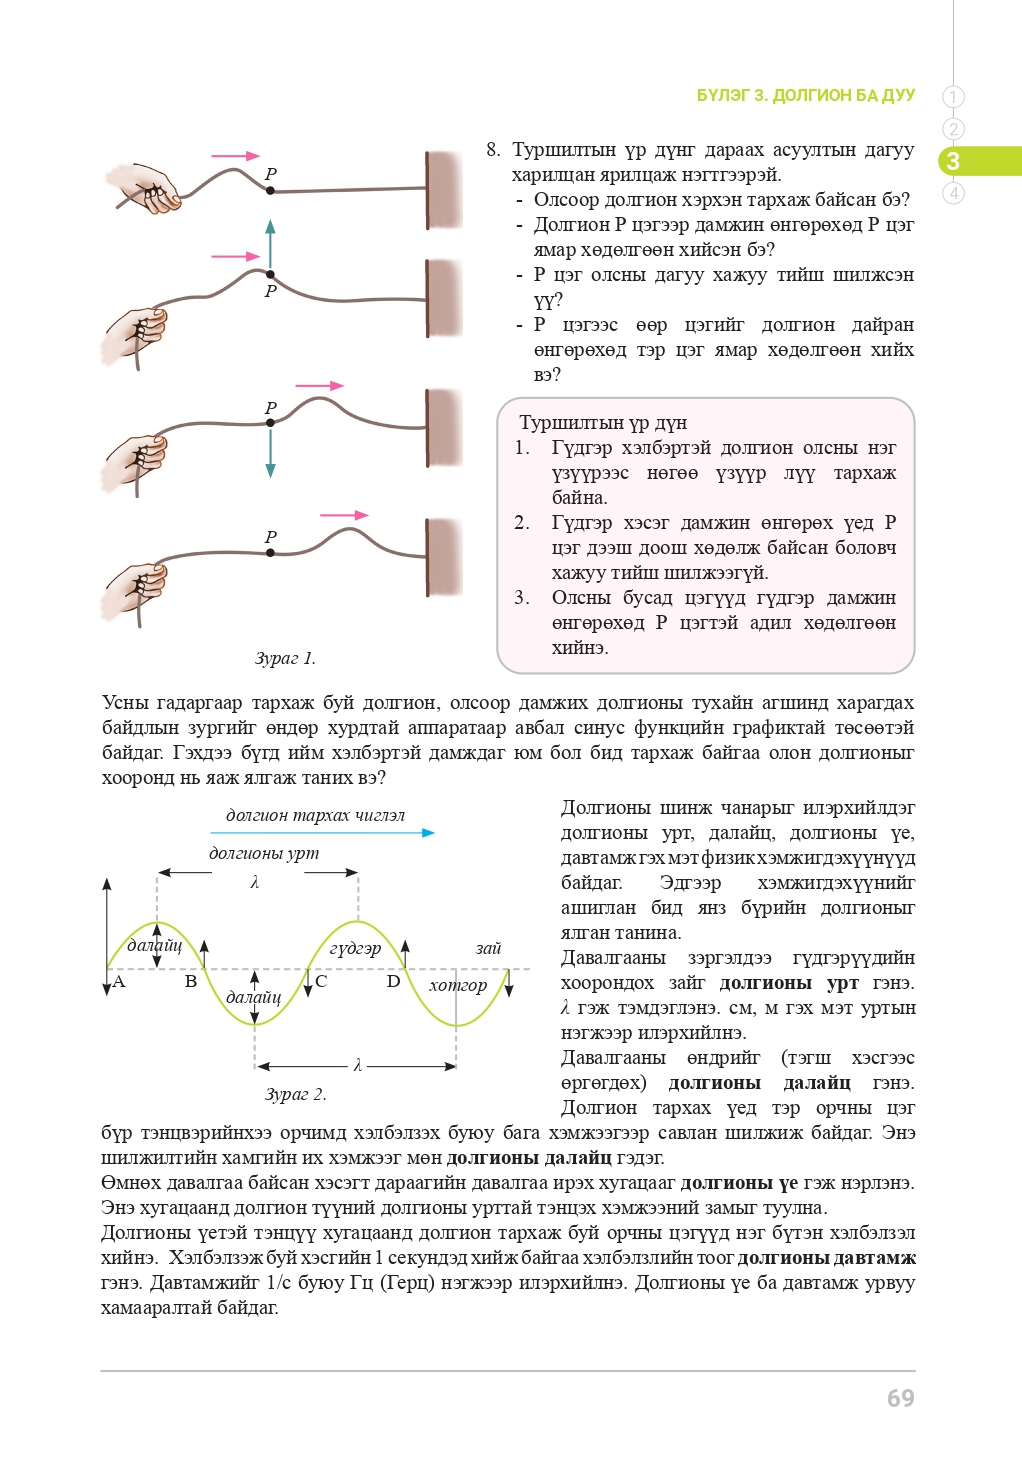 БҮЛЭГ 3. ДОЛГИОН БА ДУУ
1
2
3
4
P
P
P
P
Зураг 1.
8. Туршилтын үр дүнг дараах асуултын дагуу
харилцан ярилцаж нэгтгээрэй.
- Олсоор долгион хэрхэн тархаж байсан бэ?
- Долгион P цэгээр дамжин өнгөрөхөд P цэг
ямар хөдөлгөөн хийсэн бэ?
- P цэг олсны дагуу хажуу тийш шилжсэн
үү?
- P цэгээс өөр цэгийг долгион дайран
өнгөрөхөд тэр цэг ямар хөдөлгөөн хийх
вэ?
Туршилтын үр дүн
1. Гүдгэр хэлбэртэй долгион олсны нэг
үзүүрээс нөгөө үзүүр лүү тархаж
байна.
2. Гүдгэр хэсэг дамжин өнгөрөх үед P
цэг дээш доош хөдөлж байсан боловч
хажуу тийш шилжээгүй.
3. Олсны бусад цэгүүд гүдгэр дамжин
өнгөрөхөд P цэгтэй адил хөдөлгөөн
хийнэ.
Усны гадаргаар тархаж буй долгион, олсоор дамжих долгионы тухайн агшинд харагдах
байдлын зургийг өндөр хурдтай аппаратаар авбал синус функцийн графиктай төсөөтэй
байдаг. Гэхдээ бүгд ийм хэлбэртэй дамждаг юм бол бид тархаж байгаа олон долгионыг
хооронд нь яаж ялгаж таних вэ?
долгион тархах чиглэл
долгионы урт
λ
далайц
гүдгэр
зай
A
B
C
D
далайц
хотгор
λ
Зураг 2.
Долгионы шинж чанарыг илэрхийлдэг
долгионы урт, далайц, долгионы үе,
давтамж гэх мэт физик хэмжигдэхүүнүүд
байдаг. Эдгээр хэмжигдэхүүнийг
ашиглан бид янз бүрийн долгионыг
ялган танина.
Давалгааны зэргэлдээ гүдгэрүүдийн
хоорондох зайг долгионы урт гэнэ.
λ гэж тэмдэглэнэ. см, м гэх мэт уртын
нэгжээр илэрхийлнэ.
Давалгааны өндрийг (тэгш хэсгээс
өргөгдөх) долгионы далайц гэнэ.
Долгион тархах үед тэр орчны цэг
бүр тэнцвэрийнхээ орчимд хэлбэлзэх буюу бага хэмжээгээр савлан шилжиж байдаг. Энэ
шилжилтийн хамгийн их хэмжээг мөн долгионы далайц гэдэг.
Өмнөх давалгаа байсан хэсэгт дараагийн давалгаа ирэх хугацааг долгионы үе гэж нэрлэнэ.
Энэ хугацаанд долгион түүний долгионы урттай тэнцэх хэмжээний замыг туулна.
Долгионы үетэй тэнцүү хугацаанд долгион тархаж буй орчны цэгүүд нэг бүтэн хэлбэлзэл
хийнэ. Хэлбэлзэж буй хэсгийн 1 секундэд хийж байгаа хэлбэлзлийн тоог долгионы давтамж
гэнэ. Давтамжийг 1/с буюу Гц (Герц) нэгжээр илэрхийлнэ. Долгионы үе ба давтамж урвуу
хамааралтай байдаг.
69